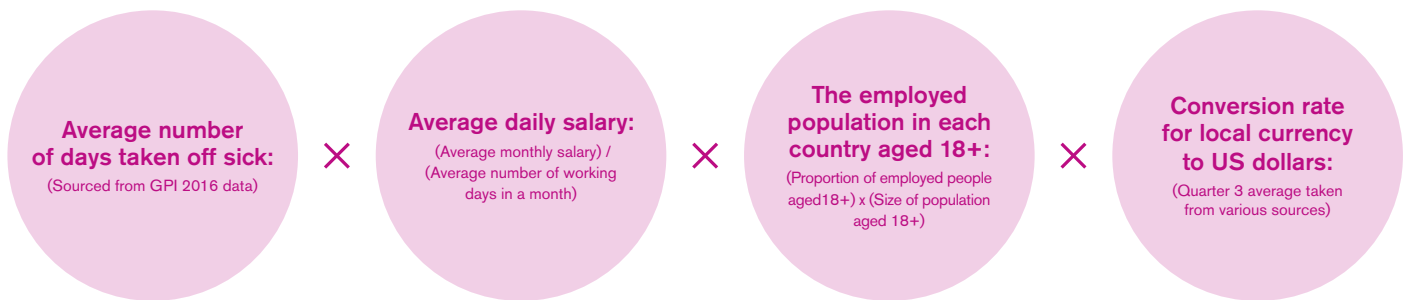 Average number
of days taken off sick:
(Sourced from GPI 2016 data)
×
Average daily salary:
(Average monthly salary) /
(Average number of working
days in a month)
×
The employed
population in each
country aged 18+:
(Proportion of employed people
aged18+) x (Size of population
aged 18+)
×
Conversion rate
for local currency
to US dollars:
(Quarter 3 average taken
from various sources)